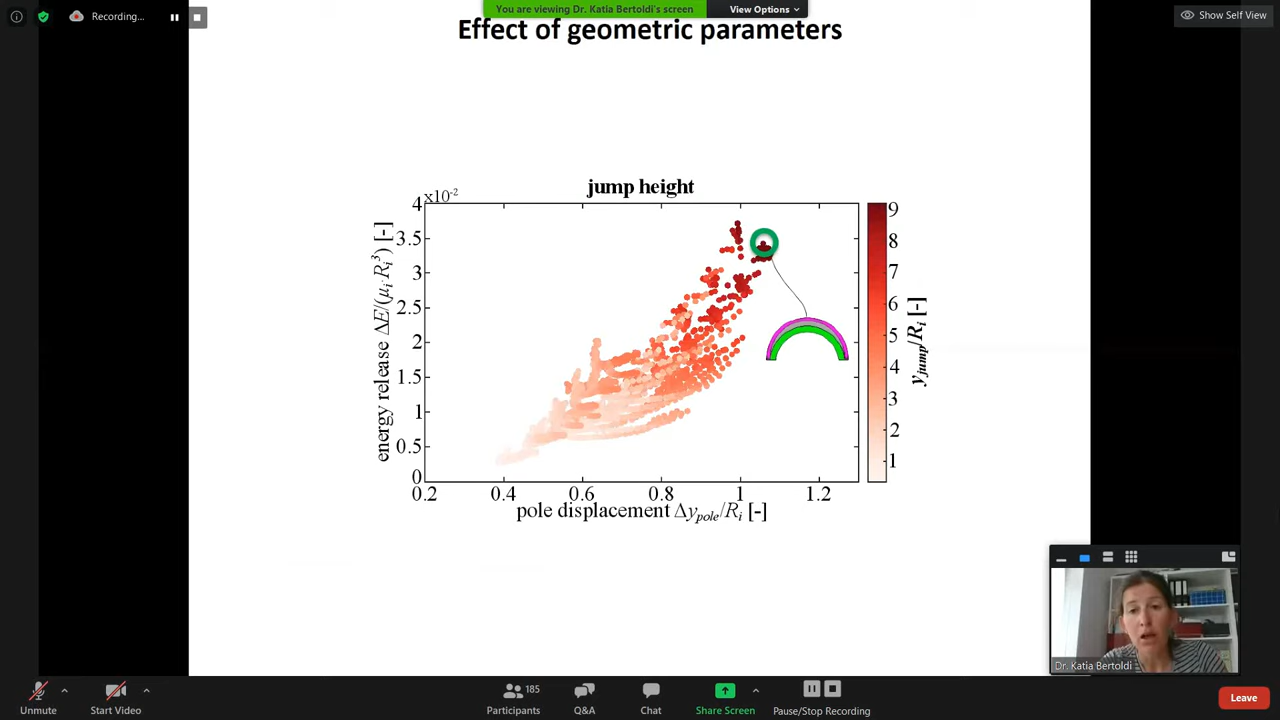 Recording...
You are viewing Dr. Katia Bertoldi's screen
View Options
Show Self View
Effect of geometric parameters
jump height
x10-2
4
3.5
3
2.5
2
1.5
1
0.5
0
0.2
0.4
0.6
0.8
1
1.2
energy release ΔE/(μi·Ri3) [-]
pole displacement Δypole/Ri [-]
9
8
7
6
5
4
3
2
1
yjump/Ri [-]
Dr. Katia Bertoldi
Unmute
Start Video
185
Participants
Q&A
Chat
Share Screen
Pause/Stop Recording
Leave